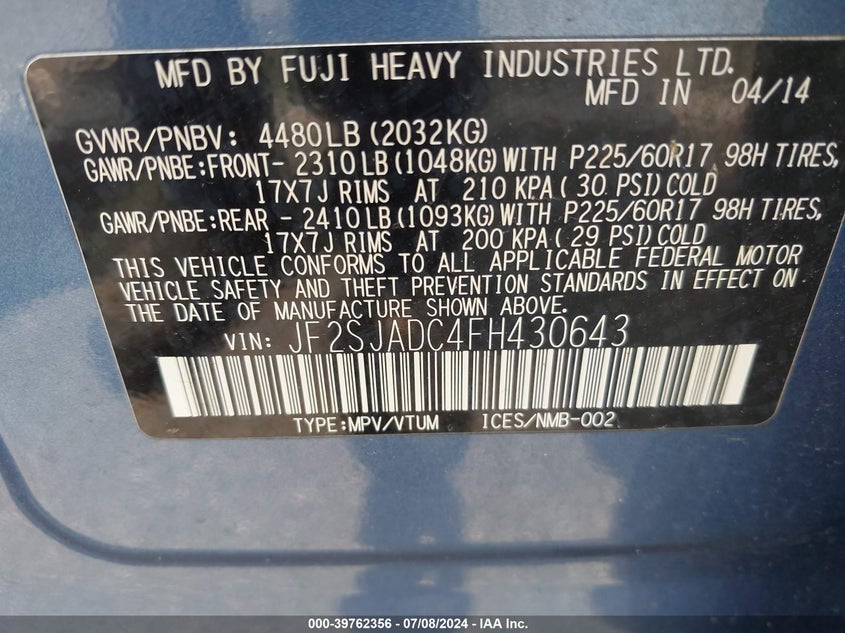 MFD BY FUJI HEAVY INDUSTRIES LTD.
MFD IN 04/14
GVWR/PNBV: 4480LB(2032KG)
GAWR/PNBE:FRONT- 2310LB(1048KG)WITH P225/60R17 98H TIRES,
17X7J RIMS AT 210 KPA( 30 PSI)COLD
GAWR/PNBE:REAR - 2410LB(1093KG)WITH P225/60R17 98H TIRES,
17X7J RIMS AT 200 KPA( 29 PSI)COLD
THIS VEHICLE CONFORMS TO ALL APPLICABLE FEDERAL MOTOR
VEHICLE SAFETY AND THEFT PREVENTION STANDARDS IN EFFECT ON
THE DATE OF MANUFACTURE SHOWN ABOVE.
VIN: JF2SJADC4FH430643
TYPE:MPV/VTUM ICES/NMB-002
000-39762356 - 07/08/2024 - IAA Inc.